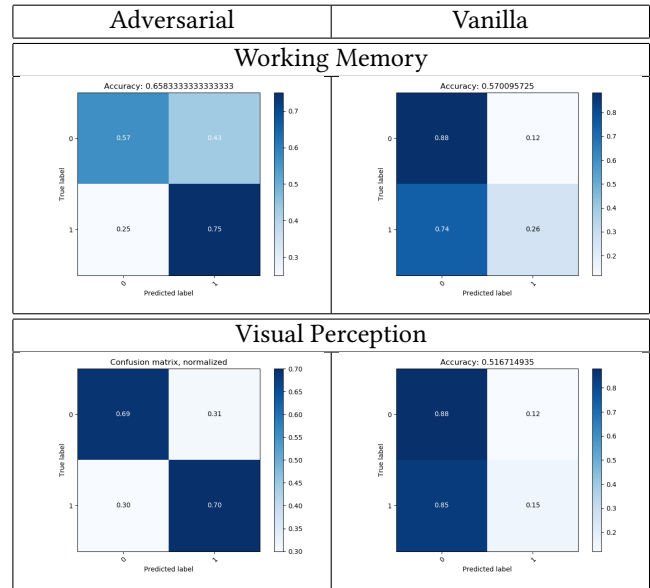 Adversarial Vanilla
Working Memory
Accuracy: 0.6583333333333333
0.7
0 0.57 0.43
0.6
0.5
True label
0.4
1 0.25 0.75
0.3
0 1
Predicted label
Accuracy: 0.570095725
0.8
0 0.88 0.12
0.7
0.6
0.5
True label
0.4
1 0.74 0.26
0.3
0.2
0 1
Predicted label
Visual Perception
Confusion matrix, normalized
0.70
0.65
0 0.69 0.31
0.60
0.55
0.50
True label
0.45
0.40
1 0.30 0.70
0.35
0.30
0 1
Predicted label
Accuracy: 0.516714935
0.8
0 0.88 0.12
0.7
0.6
0.5
True label
0.4
1 0.85 0.15
0.3
0.2
0 1
Predicted label